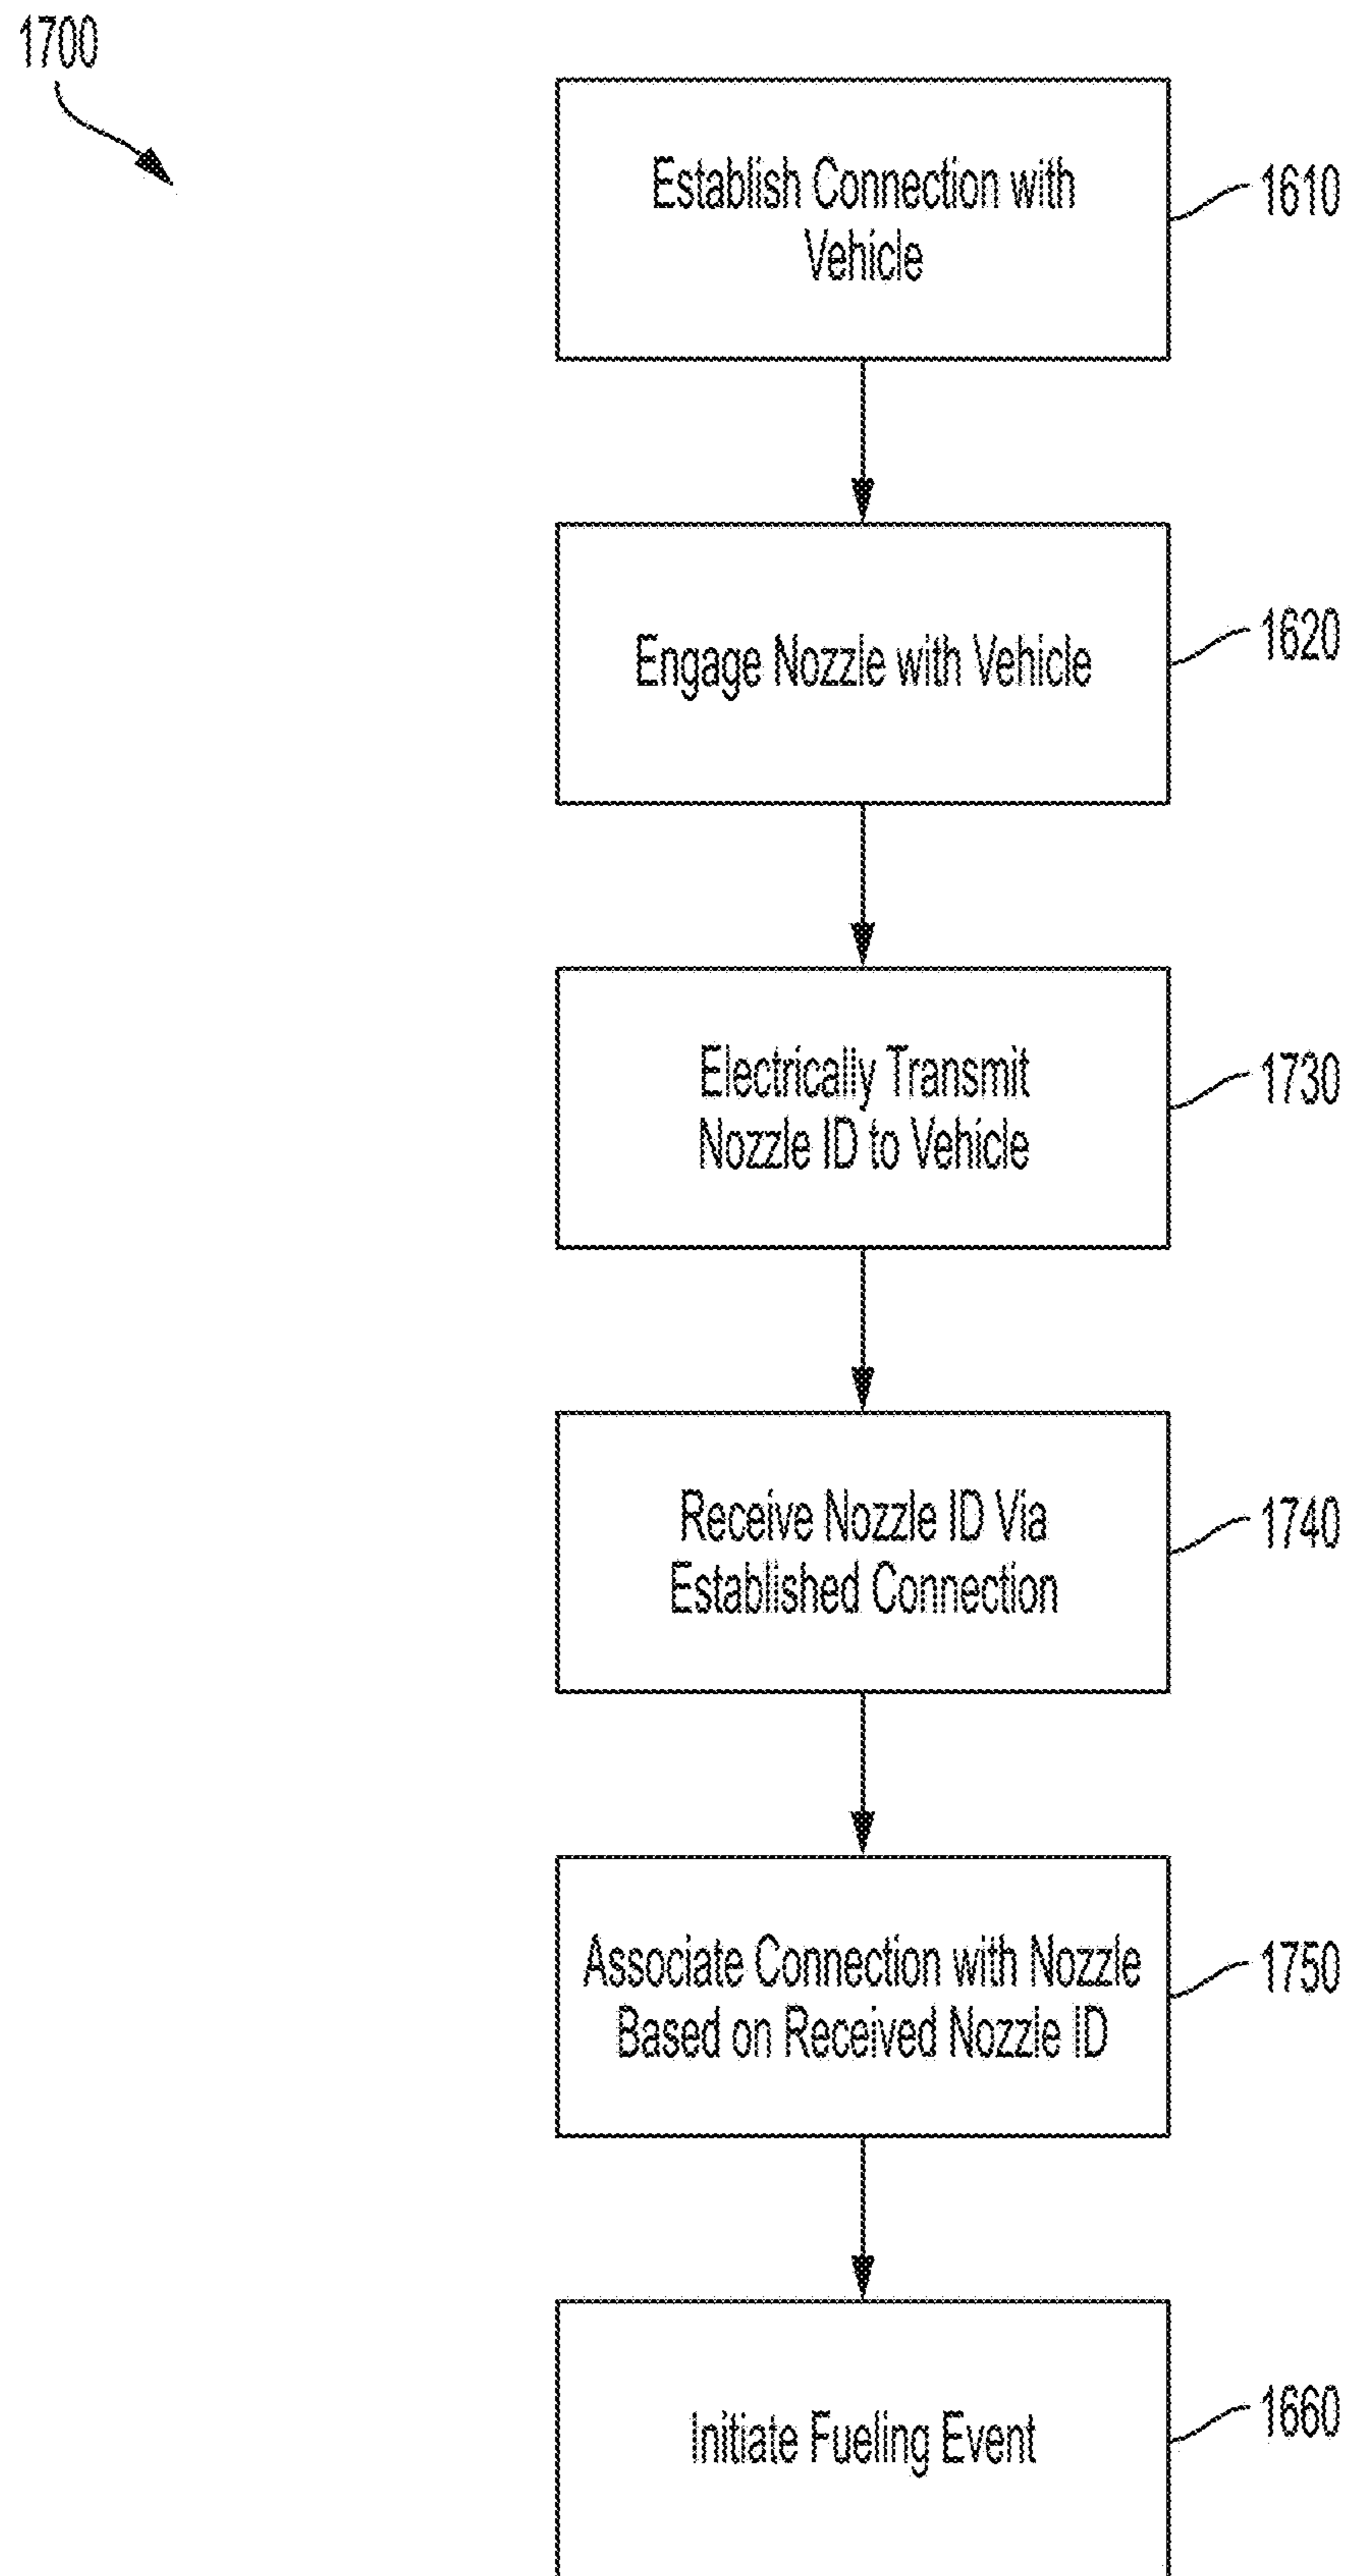 1700
Establish Connection with
Vehicle
1610
Engage Nozzle with Vehicle
1620
Electrically Transmit
Nozzle ID to Vehicle
1730
Receive Nozzle ID Via
Established Connection
1740
Associate Connection with Nozzle
Based on Received Nozzle ID
1750
Initiate Fueling Event
1660